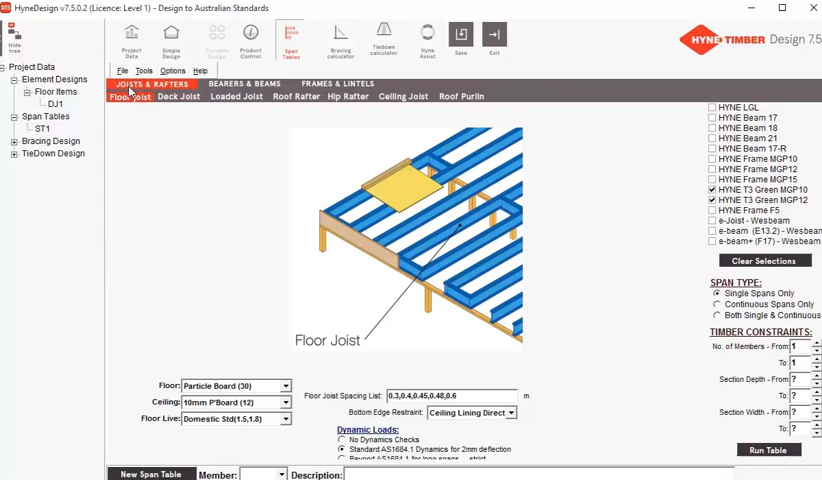 HyneDesign v7.5.0.2 (Licence: Level 1) - Design to Australian Standards
Hide tree
Project Data
Simple Design
Complex Design
Product Control
Span Tables
Bracing calculator
Tiedown calculator
Hyne Assist
Save
Exit
HYNE TIMBER Design 7.5
File Tools Options Help
Project Data
Element Designs
Floor Items
DJ1
Span Tables
ST1
Bracing Design
TieDown Design
JOISTS & RAFTERS BEARERS & BEAMS FRAMES & LINTELS
Floor Joist Deck Joist Loaded Joist Roof Rafter Hip Rafter Ceiling Joist Roof Purlin
Floor Joist
HYNE LGL
HYNE Beam 17
HYNE Beam 18
HYNE Beam 21
HYNE Beam 17-R
HYNE Frame MGP10
HYNE Frame MGP12
HYNE Frame MGP15
HYNE T3 Green MGP10
HYNE T3 Green MGP12
HYNE Frame F5
e-Joist - Wesbeam
e-beam (E13.2) - Wesbeam
e-beam+ (F17) - Wesbeam
Clear Selections
SPAN TYPE:
Single Spans Only
Continuous Spans Only
Both Single & Continuous
TIMBER CONSTRAINTS:
No. of Members - From: 1
To: 1
Section Depth - From: ?
To: ?
Section Width - From: ?
To: ?
Run Table
Floor: Particle Board (30)
Ceiling: 10mm P'Board (12)
Floor Live: Domestic Std(1.5,1.8)
Floor Joist Spacing List: 0.3,0.4,0.45,0.48,0.6 m
Bottom Edge Restraint: Ceiling Lining Direct
Dynamic Loads:
No Dynamics Checks
Standard AS1684.1 Dynamics for 2mm deflection
Beyond AS1684.1 for long spans - strict
New Span Table Member: Description: